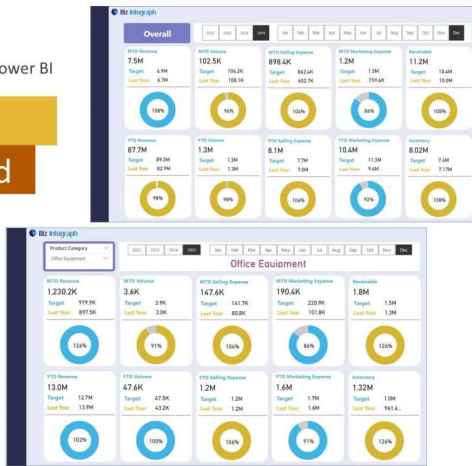 ower BI
d
Biz Infograph
Overall
2022 2023 2024 2025 Jan Feb Mar Apr May Jun Jul Aug Sep Oct Nov Dec
MTD Revenue MTD Volume MTD Selling Expense MTD Marketing Expense Receivable
7.5M 102.5K 898.4K 1.2M 11.2M
Target 6.9M Target 106.2K Target 862.4K Target 1.3M Target 10.4M
Last Year 6.7M Last Year 108.1K Last Year 602.7K Last Year 759.4K Last Year 10.0M
108% 96% 104% 86% 108%
YTD Revenue YTD Volume YTD Selling Expense YTD Marketing Expense Inventory
87.7M 1.3M 8.1M 10.4M 8.02M
Target 89.3M Target 1.3M Target 7.7M Target 11.3M Target 7.4M
Last Year 82.9M Last Year 1.3M Last Year 7.0M Last Year 9.4M Last Year 7.17M
98% 98% 106% 92% 108%
Biz Infograph
Product Category
Office Equipment
2022 2023 2024 2025 Jan Feb Mar Apr May Jun Jul Aug Sep Oct Nov Dec
Office Equipment
MTD Revenue MTD Volume MTD Selling Expense MTD Marketing Expense Receivable
1,230.2K 3.6K 147.6K 190.4K 1.8M
Target 979.9K Target 3.9K Target 141.7K Target 220.9K Target 1.5M
Last Year 897.5K Last Year 3.0K Last Year 80.8K Last Year 101.8K Last Year 1.3M
126% 91% 104% 86% 126%
YTD Revenue YTD Volume YTD Selling Expense YTD Marketing Expense Inventory
13.0M 47.6K 1.2M 1.6M 1.32M
Target 12.7M Target 47.5K Target 1.2M Target 1.7M Target 1.0M
Last Year 13.9M Last Year 43.2K Last Year 1.2M Last Year 1.6M Last Year 961.6...
102% 100% 106% 91% 126%